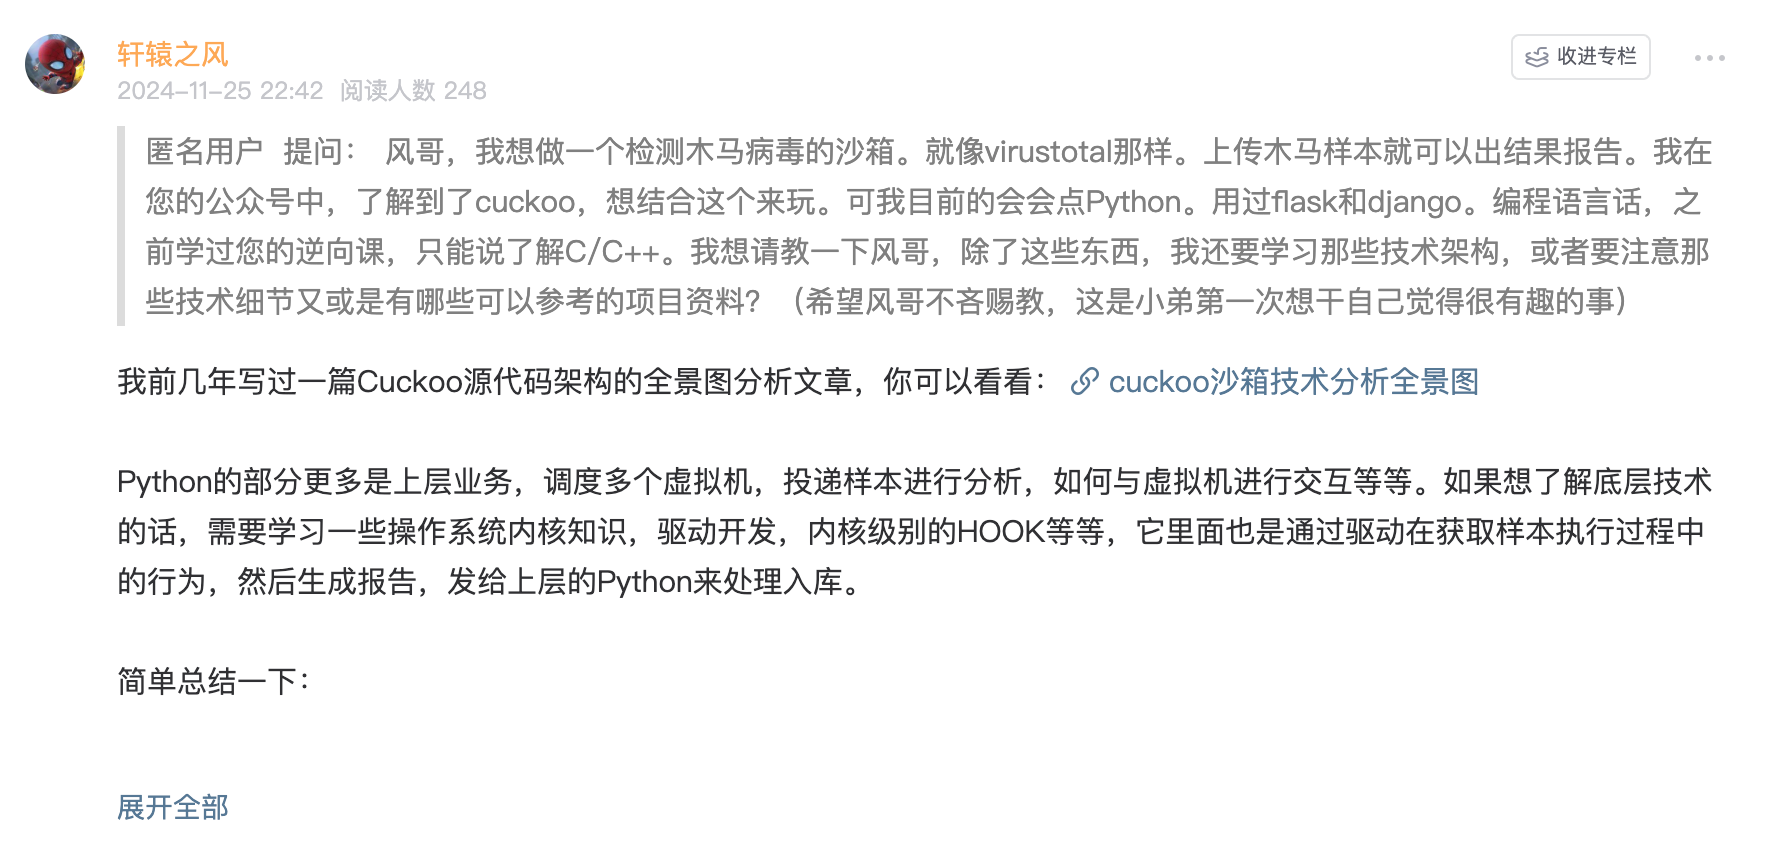 轩辕之风
收进专栏
2024-11-25 22:42 阅读人数 248
匿名用户 提问： 风哥，我想做一个检测木马病毒的沙箱。就像virustotal那样。上传木马样本就可以出结果报告。我在
您的公众号中，了解到了cuckoo，想结合这个来玩。可我目前的会会点Python。用过flask和django。编程语言话，之
前学过您的逆向课，只能说了解C/C++。我想请教一下风哥，除了这些东西，我还要学习那些技术架构，或者要注意那
些技术细节又或是有哪些可以参考的项目资料？（希望风哥不吝赐教，这是小弟第一次想干自己觉得很有趣的事）
我前几年写过一篇Cuckoo源代码架构的全景图分析文章，你可以看看： cuckoo沙箱技术分析全景图
Python的部分更多是上层业务，调度多个虚拟机，投递样本进行分析，如何与虚拟机进行交互等等。如果想了解底层技术
的话，需要学习一些操作系统内核知识，驱动开发，内核级别的HOOK等等，它里面也是通过驱动在获取样本执行过程中
的行为，然后生成报告，发给上层的Python来处理入库。
简单总结一下：
展开全部